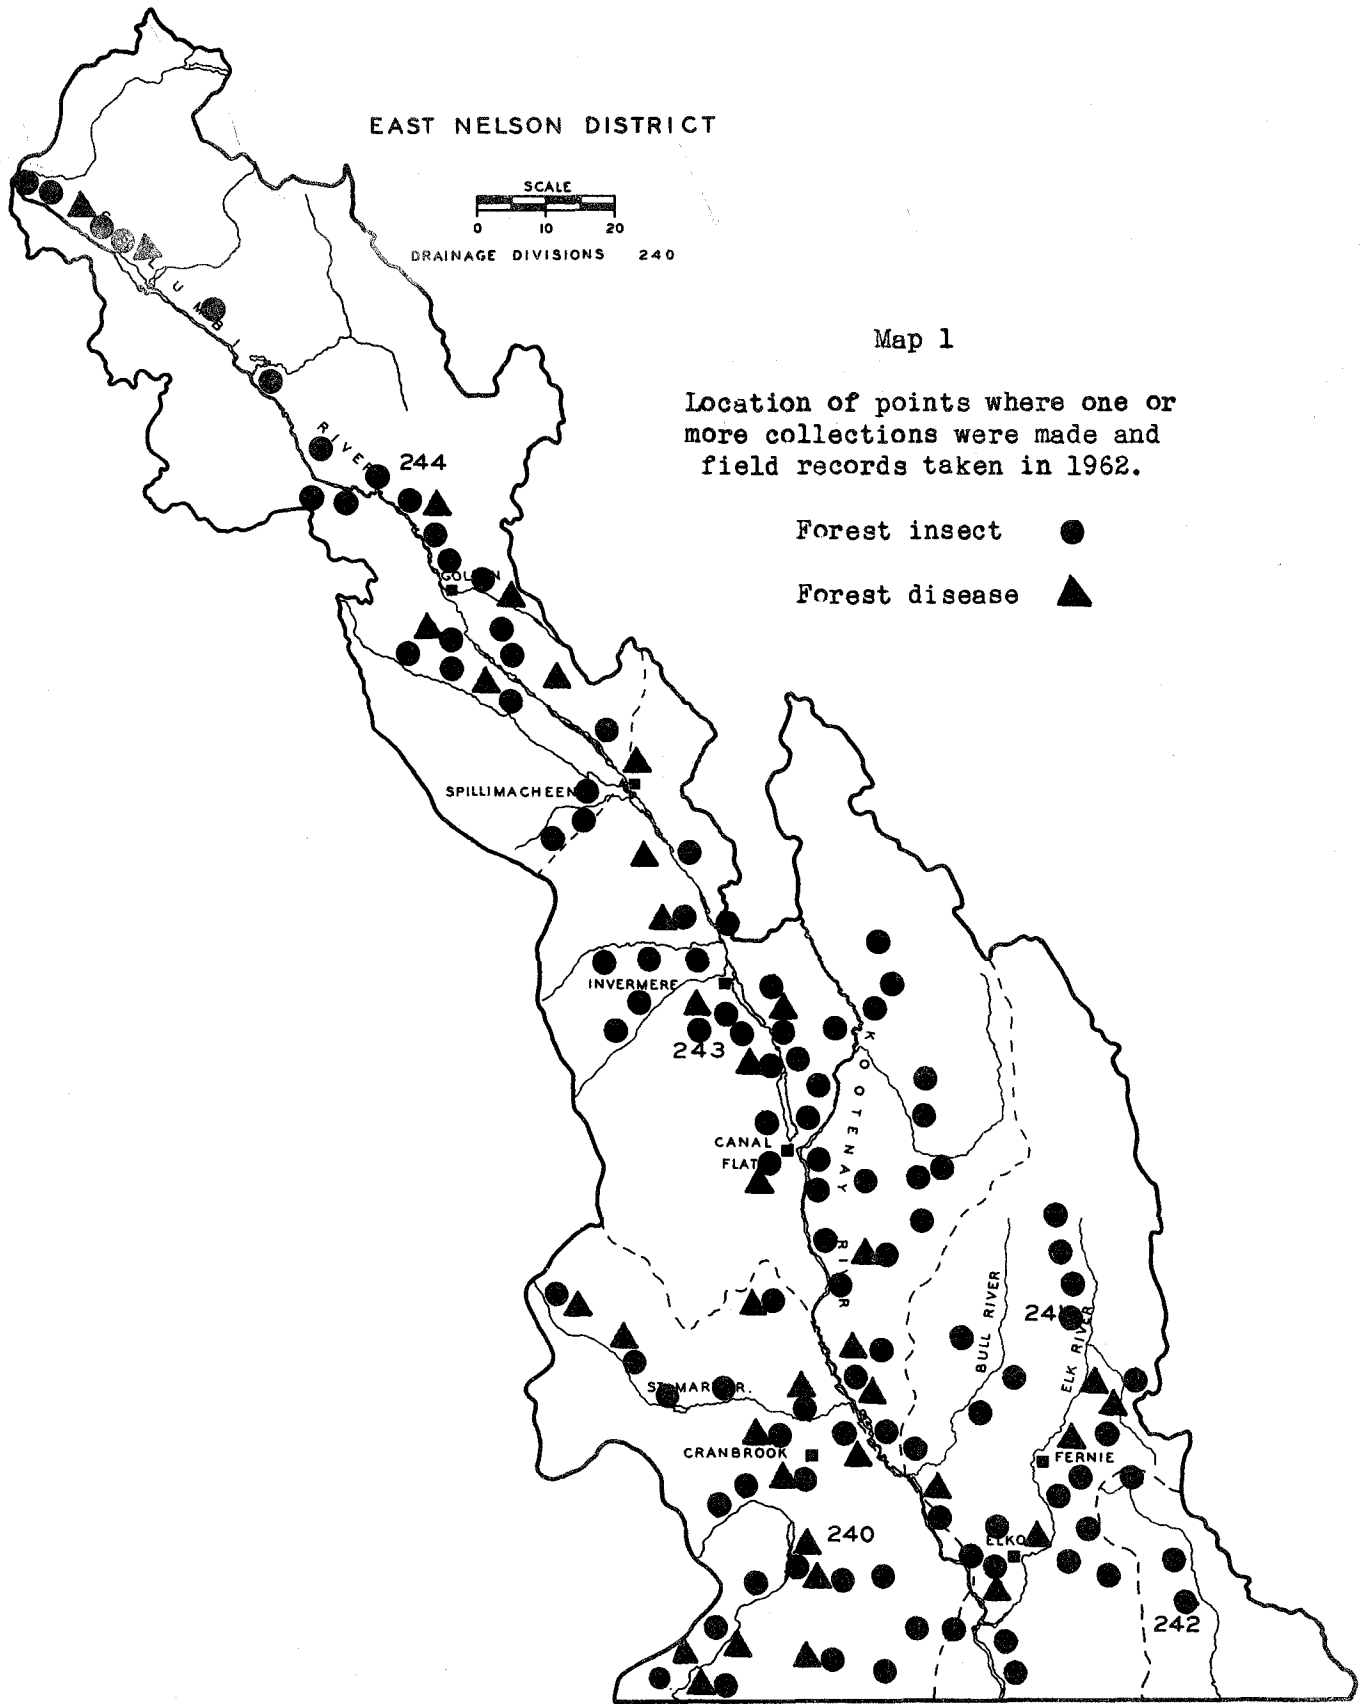 EAST NELSON DISTRICT
SCALE
0 10 20
DRAINAGE DIVISIONS 240
Map 1
Location of points where one or
more collections were made and
field records taken in 1962.
Forest insect
Forest disease
RIVER
244
SPILLIMACHEEN
INVERMERE
243
KOOTENAY RIVER
CANAL
FLAT
BULL RIVER
ELK RIVER
CRANBROOK
FERNIE
240
ELKO
242